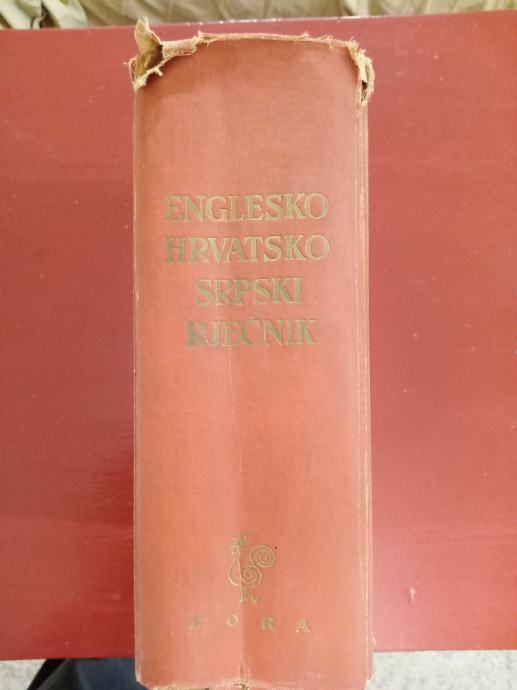 ENGLESKO
HRVATSKO
SRPSKI
RJEČNIK
ZORA